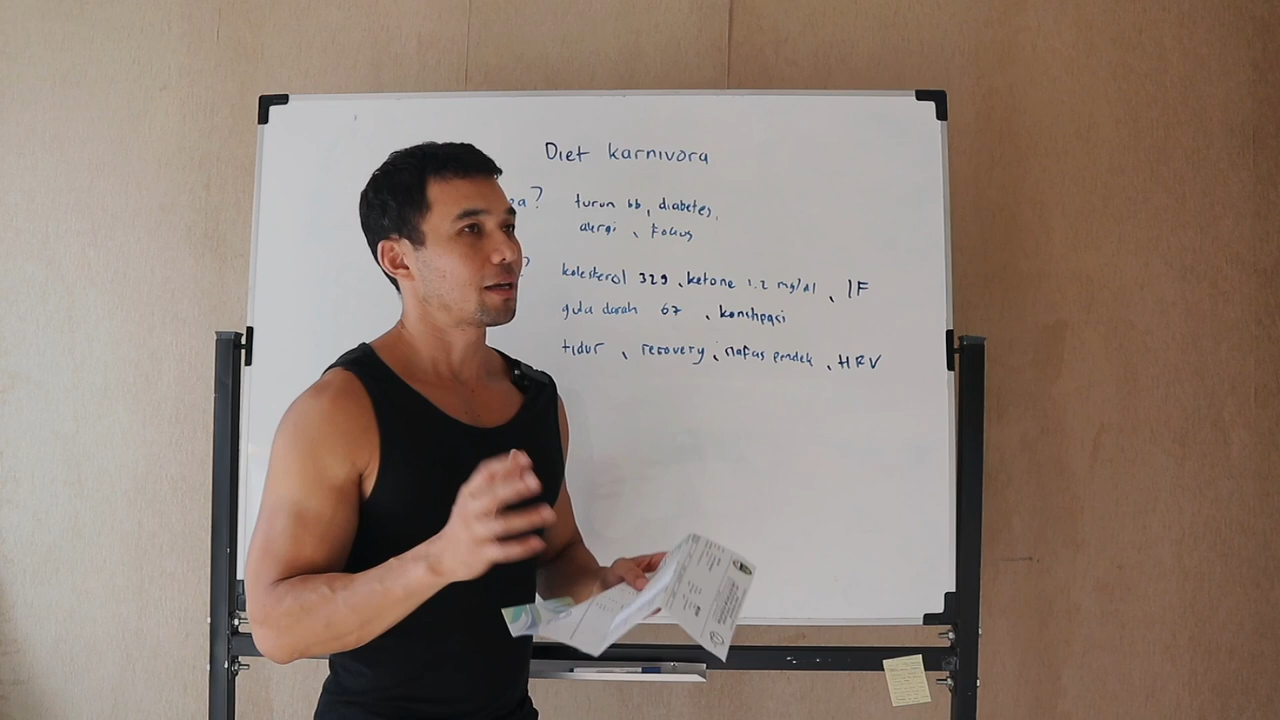 Diet karnivora
? turun bb, diabetes,
alergi, Fokus
? kolesterol 329, ketone 1.2 mg/dl, IF
gula darah 67, konstipasi
tidur, recovery, nafas pendek, HRV